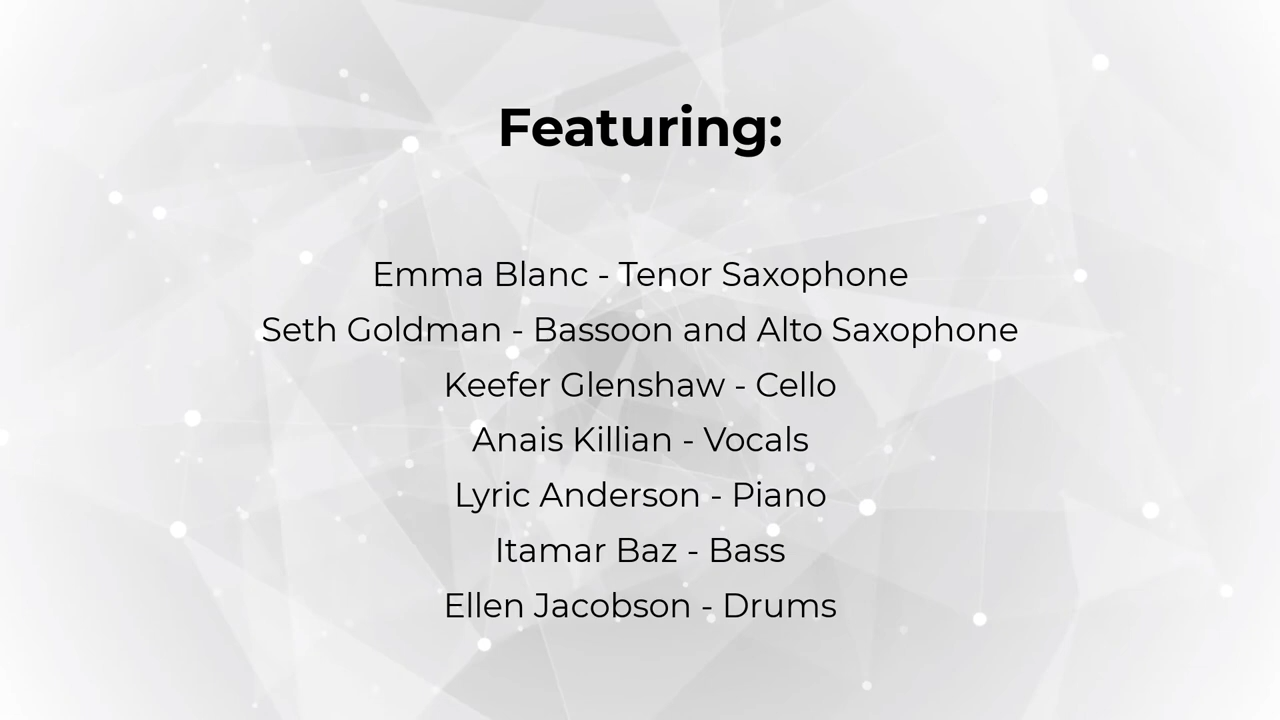 Featuring:
Emma Blanc - Tenor Saxophone
Seth Goldman - Bassoon and Alto Saxophone
Keefer Glenshaw - Cello
Anais Killian - Vocals
Lyric Anderson - Piano
Itamar Baz - Bass
Ellen Jacobson - Drums